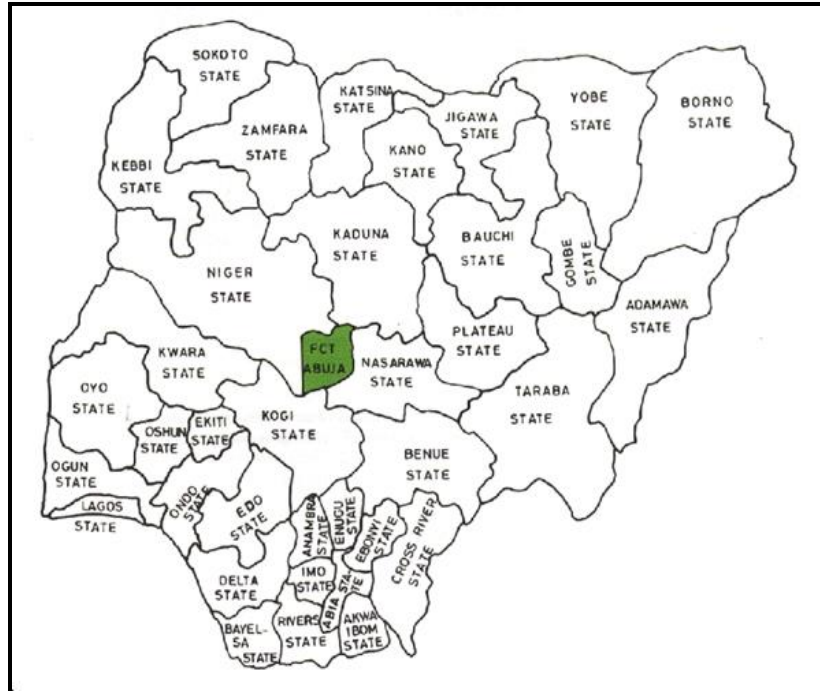 SOKOTO
STATE
KATSINA
STATE
YOBE
STATE
BORNO
STATE
JIGAWA
STATE
ZAMFARA
STATE
KANO
STATE
KEBBI
STATE
KADUNA
STATE
BAUCHI
STATE
GOMBE
STATE
NIGER
STATE
ADAMAWA
STATE
PLATEAU
STATE
FCT
ABUJA
NASARAWA
STATE
KWARA
STATE
TARABA
STATE
OYO
STATE
OSHUN
STATE
EKITI
STATE
KOGI
STATE
BENUE
STATE
OGUN
STATE
LAGOS
STATE
ONDO
STATE
EDO
STATE
ANAMBRA
STATE
ENUGU
STATE
EBONYI
STATE
CROSS RIVER
STATE
DELTA
STATE
IMO
STATE
ABIA STATE
BAYEL-
SA STATE
RIVERS
STATE
AKWA
IBOM
STATE